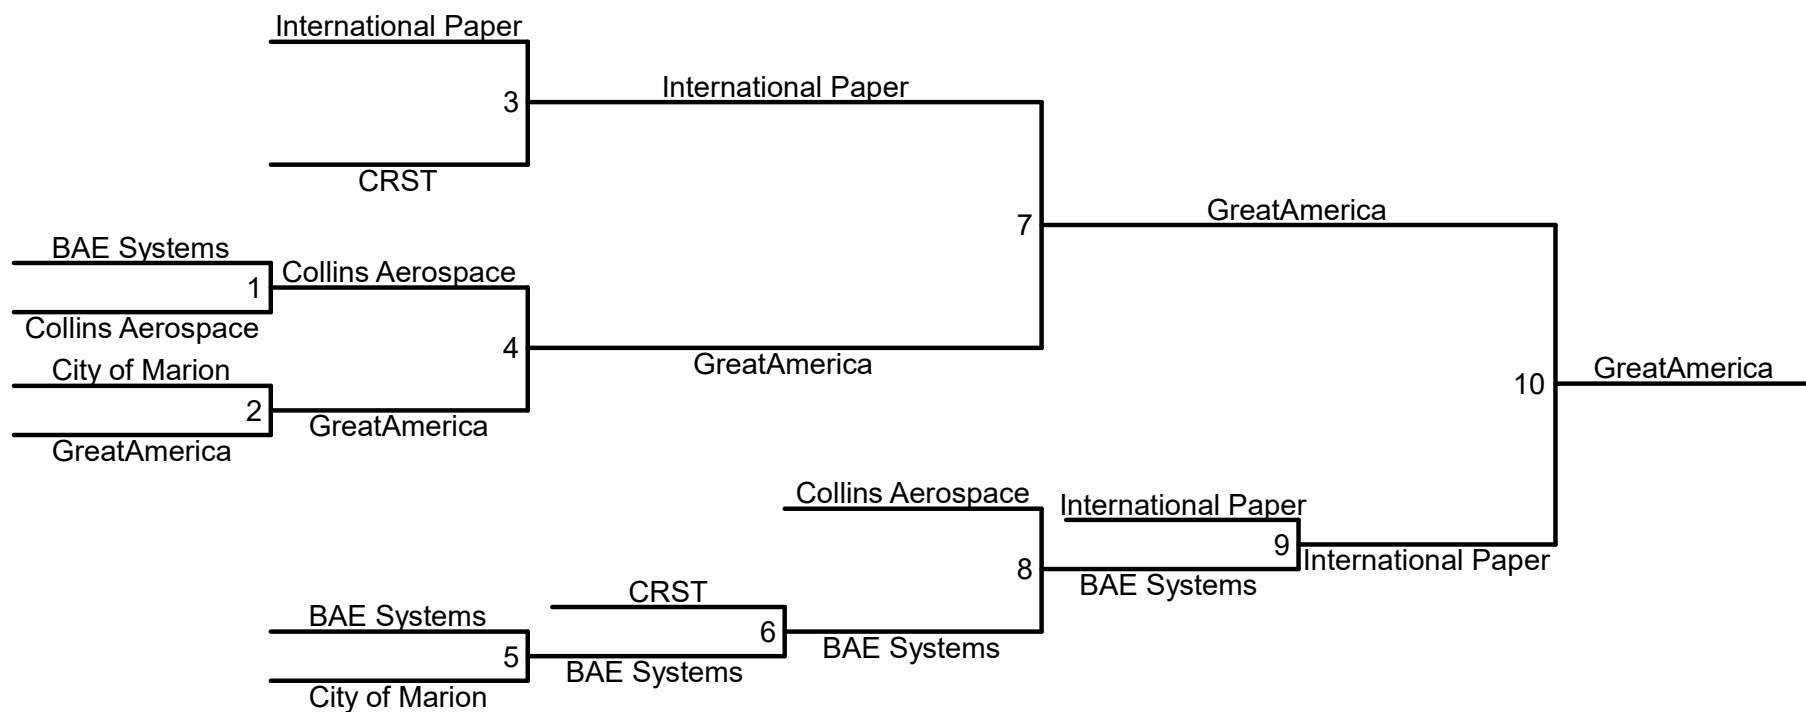 International Paper
3
International Paper
CRST
BAE Systems
1
Collins Aerospace
Collins Aerospace
City of Marion
2
GreatAmerica
GreatAmerica
4
GreatAmerica
7
GreatAmerica
10
GreatAmerica
Collins Aerospace
International Paper
9
International Paper
8
BAE Systems
CRST
6
BAE Systems
BAE Systems
5
BAE Systems
City of Marion